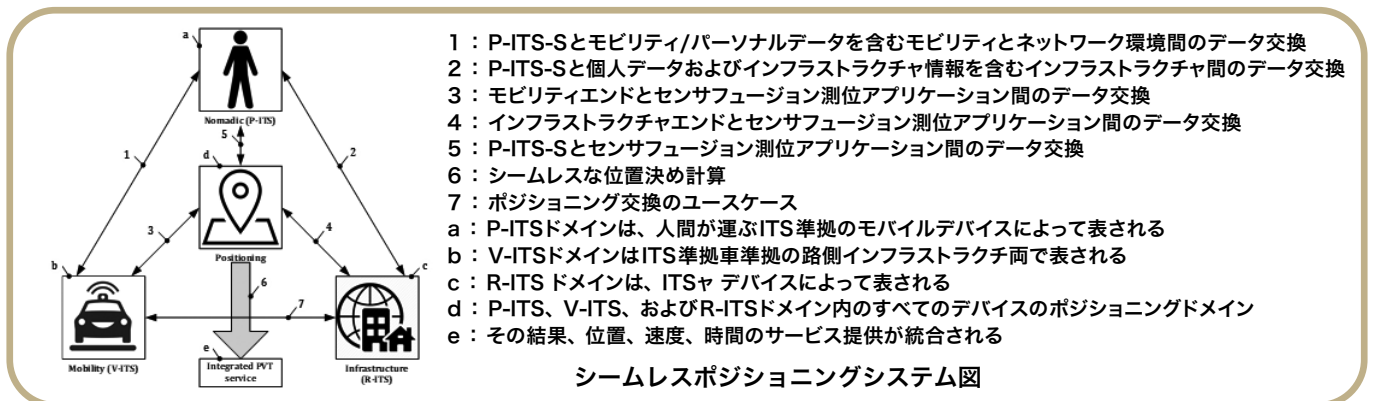 a
Nomadic (P-ITS)
5
1
d
2
3
4
Positioning
b
c
6
7
e
Mobility (V-ITS)
Integrated PVT
service
Infrastructure
(R-ITS)
1：P-ITS-Sとモビリティ/パーソナルデータを含むモビリティとネットワーク環境間のデータ交換
2：P-ITS-Sと個人データおよびインフラストラクチャ情報を含むインフラストラクチャ間のデータ交換
3：モビリティエンドとセンサフュージョン測位アプリケーション間のデータ交換
4：インフラストラクチャエンドとセンサフュージョン測位アプリケーション間のデータ交換
5：P-ITS-Sとセンサフュージョン測位アプリケーション間のデータ交換
6：シームレスな位置決め計算
7：ポジショニング交換のユースケース
a：P-ITSドメインは、人間が運ぶITS準拠のモバイルデバイスによって表される
b：V-ITSドメインはITS準拠車準拠の路側インフラストラクチ両で表される
c：R-ITS ドメインは、ITSャ デバイスによって表される
d：P-ITS、V-ITS、およびR-ITSドメイン内のすべてのデバイスのポジショニングドメイン
e：その結果、位置、速度、時間のサービス提供が統合される
シームレスポジショニングシステム図